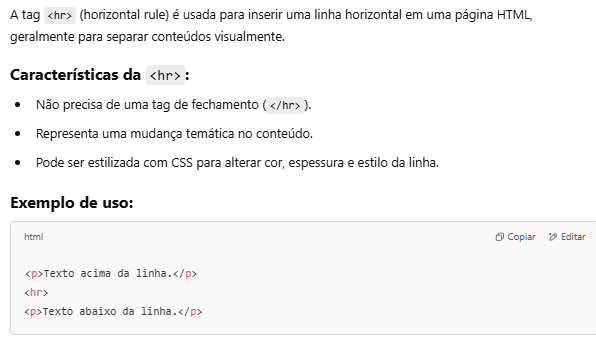 A tag <hr> (horizontal rule) é usada para inserir uma linha horizontal em uma página HTML,
geralmente para separar conteúdos visualmente.
Características da <hr>:
• Não precisa de uma tag de fechamento (</hr>).
• Representa uma mudança temática no conteúdo.
• Pode ser estilizada com CSS para alterar cor, espessura e estilo da linha.
Exemplo de uso:
html Copiar Editar
<p>Texto acima da linha.</p>
<hr>
<p>Texto abaixo da linha.</p>